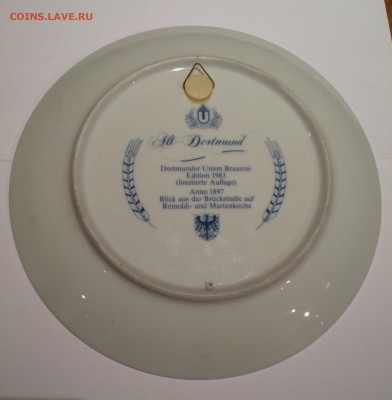 COINS.LAVE.RU
U
Alt-Dortmund
Dortmunder Union Brauerei
Edition 1983
(limitierte Auflage)
Anno 1897
Blick aus der Brückstraße auf
Reinoldi- und Marienkirche